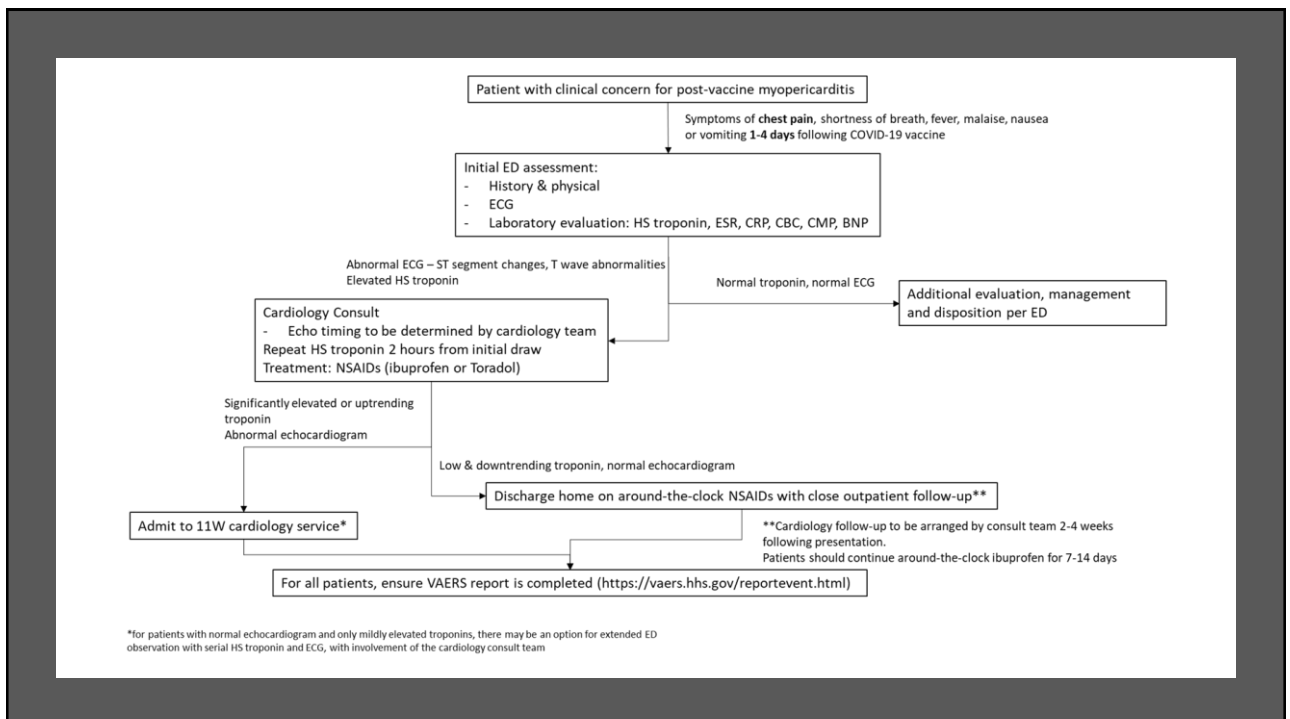 Patient with clinical concern for post-vaccine myopericarditis
Symptoms of chest pain, shortness of breath, fever, malaise, nausea
or vomiting 1-4 days following COVID-19 vaccine
Initial ED assessment:
- History & physical
- ECG
- Laboratory evaluation: HS troponin, ESR, CRP, CBC, CMP, BNP
Abnormal ECG – ST segment changes, T wave abnormalities
Elevated HS troponin
Normal troponin, normal ECG
Additional evaluation, management
and disposition per ED
Cardiology Consult
- Echo timing to be determined by cardiology team
Repeat HS troponin 2 hours from initial draw
Treatment: NSAIDs (ibuprofen or Toradol)
Significantly elevated or uptrending
troponin
Abnormal echocardiogram
Low & downtrending troponin, normal echocardiogram
Discharge home on around-the-clock NSAIDs with close outpatient follow-up**
Admit to 11W cardiology service*
**Cardiology follow-up to be arranged by consult team 2-4 weeks
following presentation.
Patients should continue around-the-clock ibuprofen for 7-14 days
For all patients, ensure VAERS report is completed (https://vaers.hhs.gov/reportevent.html)
*for patients with normal echocardiogram and only mildly elevated troponins, there may be an option for extended ED
observation with serial HS troponin and ECG, with involvement of the cardiology consult team